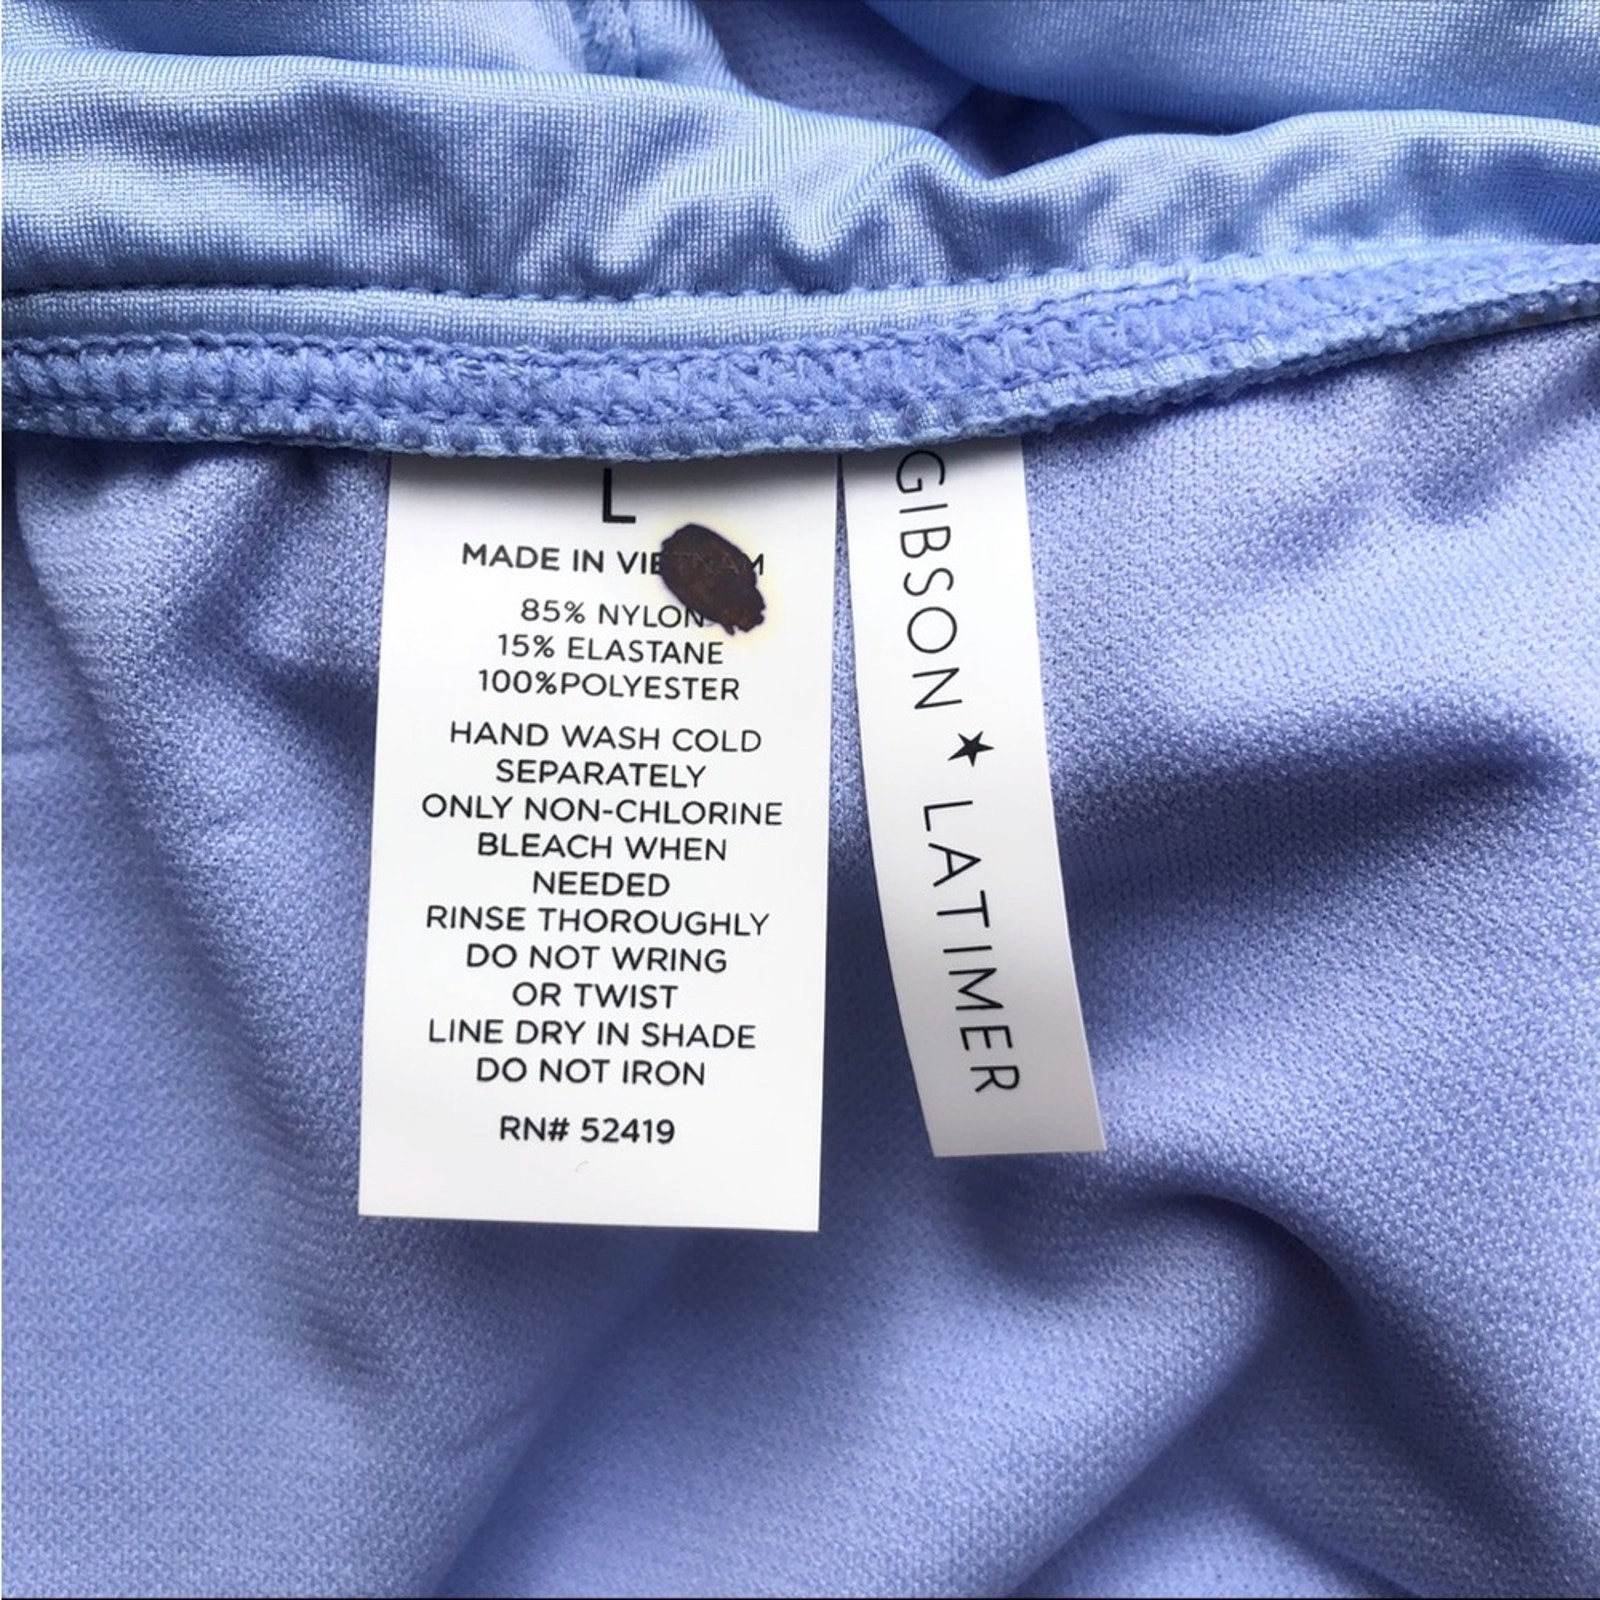 L
MADE IN VIETNAM
85% NYLON
15% ELASTANE
100%POLYESTER
HAND WASH COLD
SEPARATELY
ONLY NON-CHLORINE
BLEACH WHEN
NEEDED
RINSE THOROUGHLY
DO NOT WRING
OR TWIST
LINE DRY IN SHADE
DO NOT IRON
RN# 52419
GIBSON ★ LATIMER